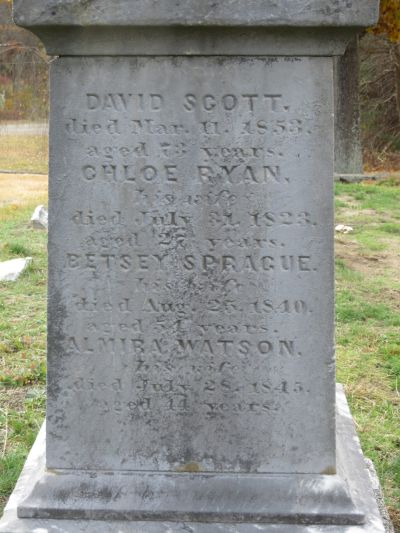 DAVID SCOTT.
died Mar. 11. 1853.
aged 73 years.
CHLOE RYAN.
his wife
died July 31. 1823.
aged 27 years.
BETSEY SPRAGUE.
his wife
died Aug. 25. 1840.
aged years.
ALMIRA WATSON.
his wife
died July 28. 1845.
aged 44 years.